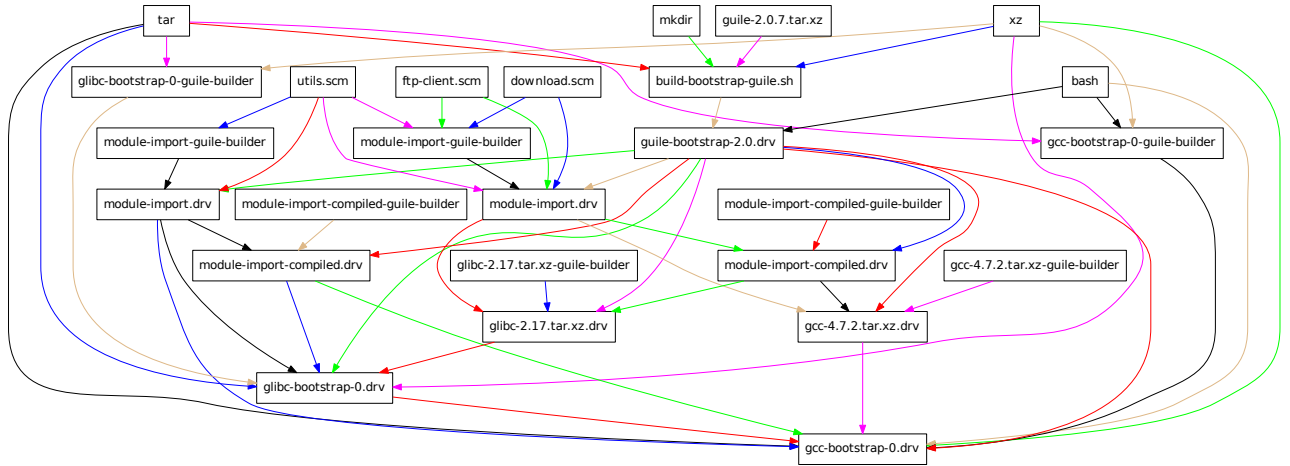 tar
mkdir
guile-2.0.7.tar.xz
xz
glibc-bootstrap-0-guile-builder
utils.scm
ftp-client.scm
download.scm
build-bootstrap-guile.sh
bash
module-import-guile-builder
module-import-guile-builder
guile-bootstrap-2.0.drv
gcc-bootstrap-0-guile-builder
module-import.drv
module-import-compiled-guile-builder
module-import.drv
module-import-compiled-guile-builder
module-import-compiled.drv
glibc-2.17.tar.xz-guile-builder
module-import-compiled.drv
gcc-4.7.2.tar.xz-guile-builder
glibc-2.17.tar.xz.drv
gcc-4.7.2.tar.xz.drv
glibc-bootstrap-0.drv
gcc-bootstrap-0.drv